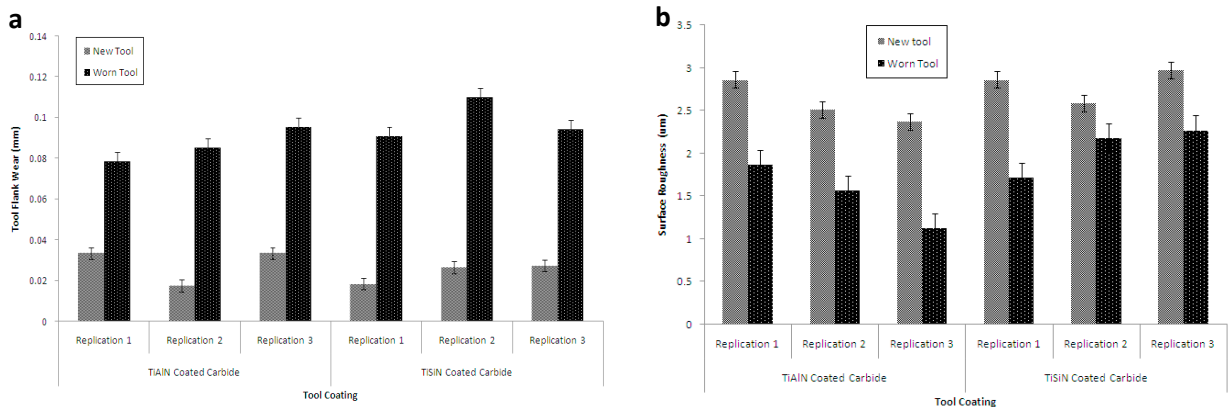 a
New Tool
Worn Tool
Tool Flank Wear (mm)
0.14
0.12
0.1
0.08
0.06
0.04
0.02
0
Replication 1 Replication 2 Replication 3 Replication 1 Replication 2 Replication 3
TiAlN Coated Carbide TiSiN Coated Carbide
Tool Coating
b
New tool
Worn Tool
Surface Roughness (um)
3.5
3
2.5
2
1.5
1
0.5
0
Replication 1 Replication 2 Replication 3 Replication 1 Replication 2 Replication 3
TiAlN Coated Carbide TiSiN Coated Carbide
Tool Coating